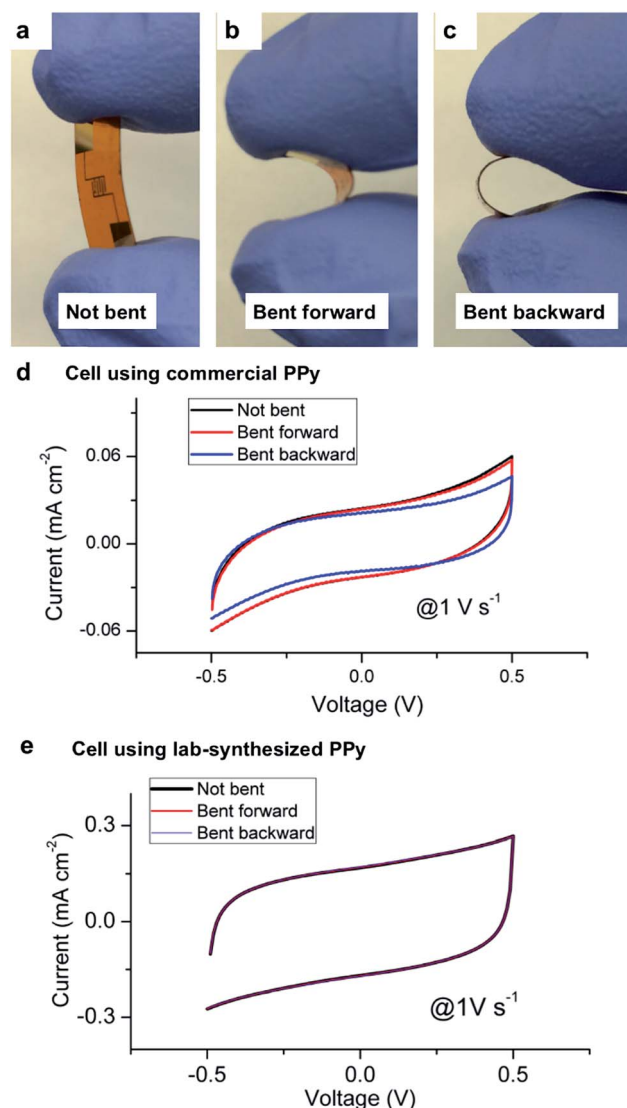 a
b
c
Not bent
Bent forward
Bent backward
d Cell using commercial PPy
Not bent
Bent forward
Bent backward
Current (mA cm⁻²)
0.06
0.00
-0.06
@1 V s⁻¹
-0.5
0.0
0.5
Voltage (V)
e Cell using lab-synthesized PPy
Not bent
Bent forward
Bent backward
Current (mA cm⁻²)
0.3
0.0
-0.3
@1V s⁻¹
-0.5
0.0
0.5
Voltage (V)